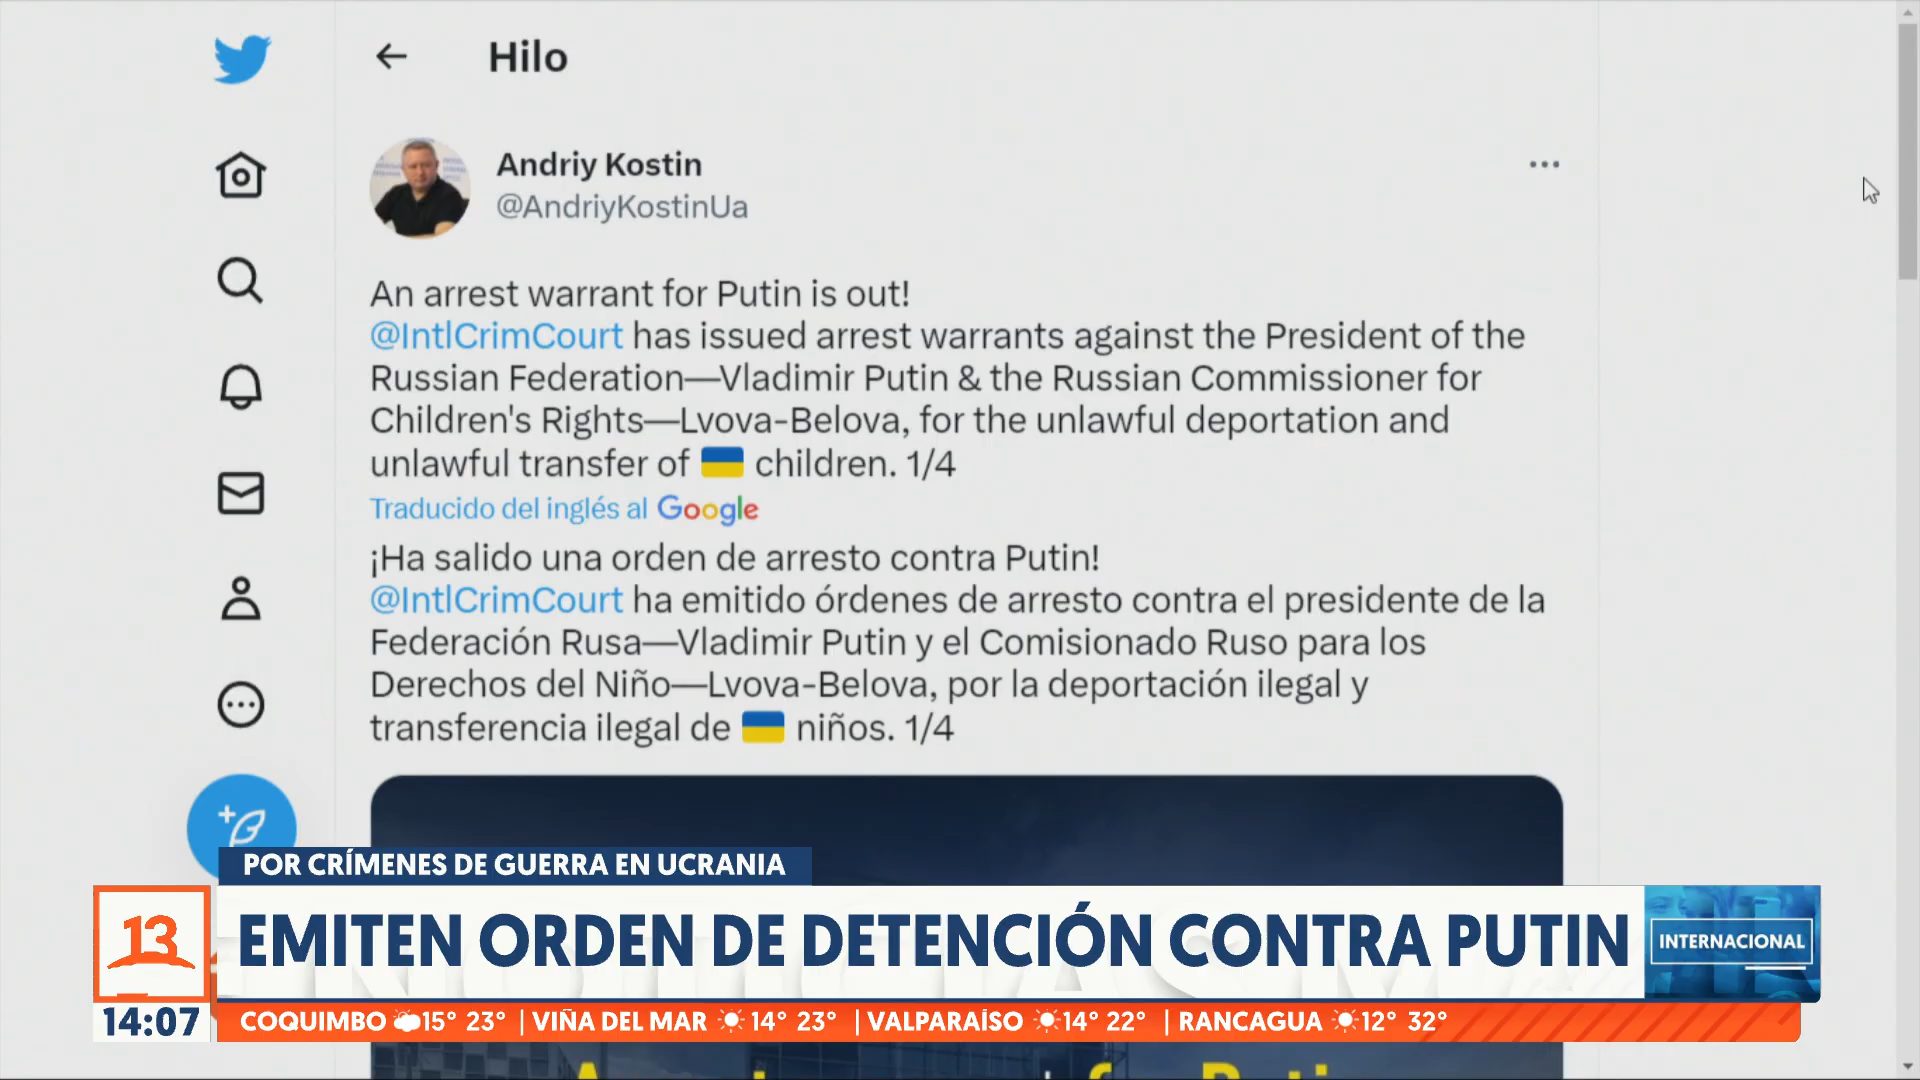 Hilo
Andriy Kostin
@AndriyKostinUa
An arrest warrant for Putin is out!
@IntlCrimCourt has issued arrest warrants against the President of the
Russian Federation—Vladimir Putin & the Russian Commissioner for
Children's Rights—Lvova-Belova, for the unlawful deportation and
unlawful transfer of 🇺🇦 children. 1/4
Traducido del inglés al Google
¡Ha salido una orden de arresto contra Putin!
@IntlCrimCourt ha emitido órdenes de arresto contra el presidente de la
Federación Rusa—Vladimir Putin y el Comisionado Ruso para los
Derechos del Niño—Lvova-Belova, por la deportación ilegal y
transferencia ilegal de 🇺🇦 niños. 1/4
POR CRÍMENES DE GUERRA EN UCRANIA
13
EMITEN ORDEN DE DETENCIÓN CONTRA PUTIN
INTERNACIONAL
14:07
COQUIMBO 15° 23° | VIÑA DEL MAR 14° 23° | VALPARAÍSO 14° 22° | RANCAGUA 12° 32°